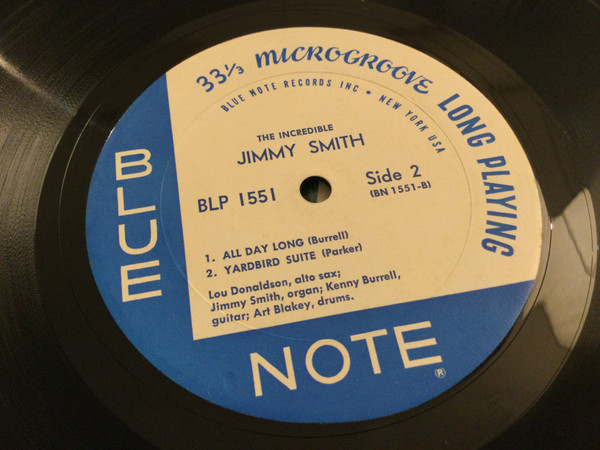 33⅓ MICROGROOVE LONG PLAYING
BLUE NOTE RECORDS INC • NEW YORK USA
THE INCREDIBLE
JIMMY SMITH
BLP 1551
Side 2
(BN 1551-B)
1. ALL DAY LONG (Burrell)
2. YARDBIRD SUITE (Parker)
Lou Donaldson, alto sax;
Jimmy Smith, organ; Kenny Burrell,
guitar; Art Blakey, drums.
BLUE
NOTE®